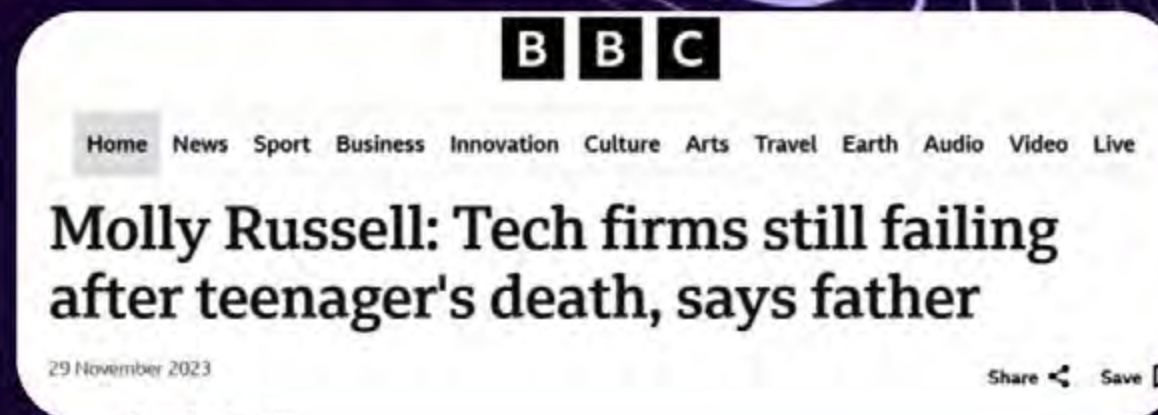 BBC
Home News Sport Business Innovation Culture Arts Travel Earth Audio Video Live
Molly Russell: Tech firms still failing
after teenager's death, says father
29 November 2023
Share Save